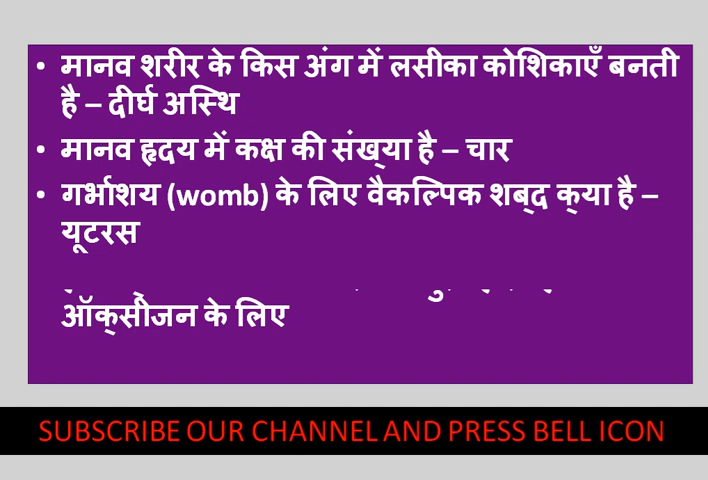 • मानव शरीर के किस अंग में लसीका कोशिकाएँ बनती
है – दीर्घ अस्थि
• मानव हृदय में कक्ष की संख्या है – चार
• गर्भाशय (womb) के लिए वैकल्पिक शब्द क्या है –
यूटरस
ऑक्सीजन के लिए
SUBSCRIBE OUR CHANNEL AND PRESS BELL ICON